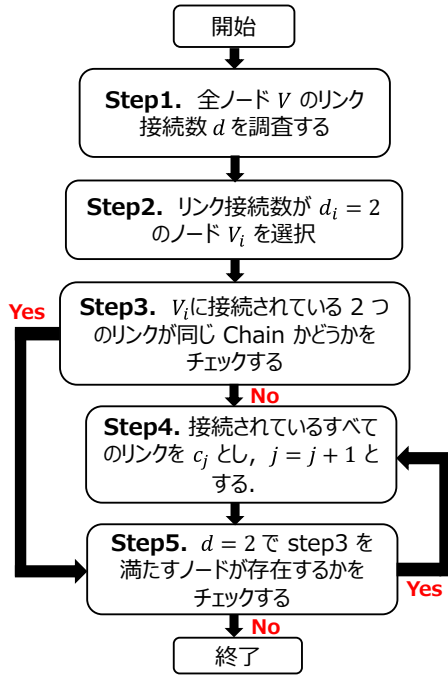 開始
Step1. 全ノード V のリンク
接続数 d を調査する
Step2. リンク接続数が d_i = 2
のノード V_i を選択
Yes
Step3. V_iに接続されている 2 つ
のリンクが同じ Chain かどうかを
チェックする
No
Step4. 接続されているすべて
のリンクを c_j とし, j = j + 1 と
する.
Step5. d = 2 で step3 を
満たすノードが存在するかを
チェックする
Yes
No
終了